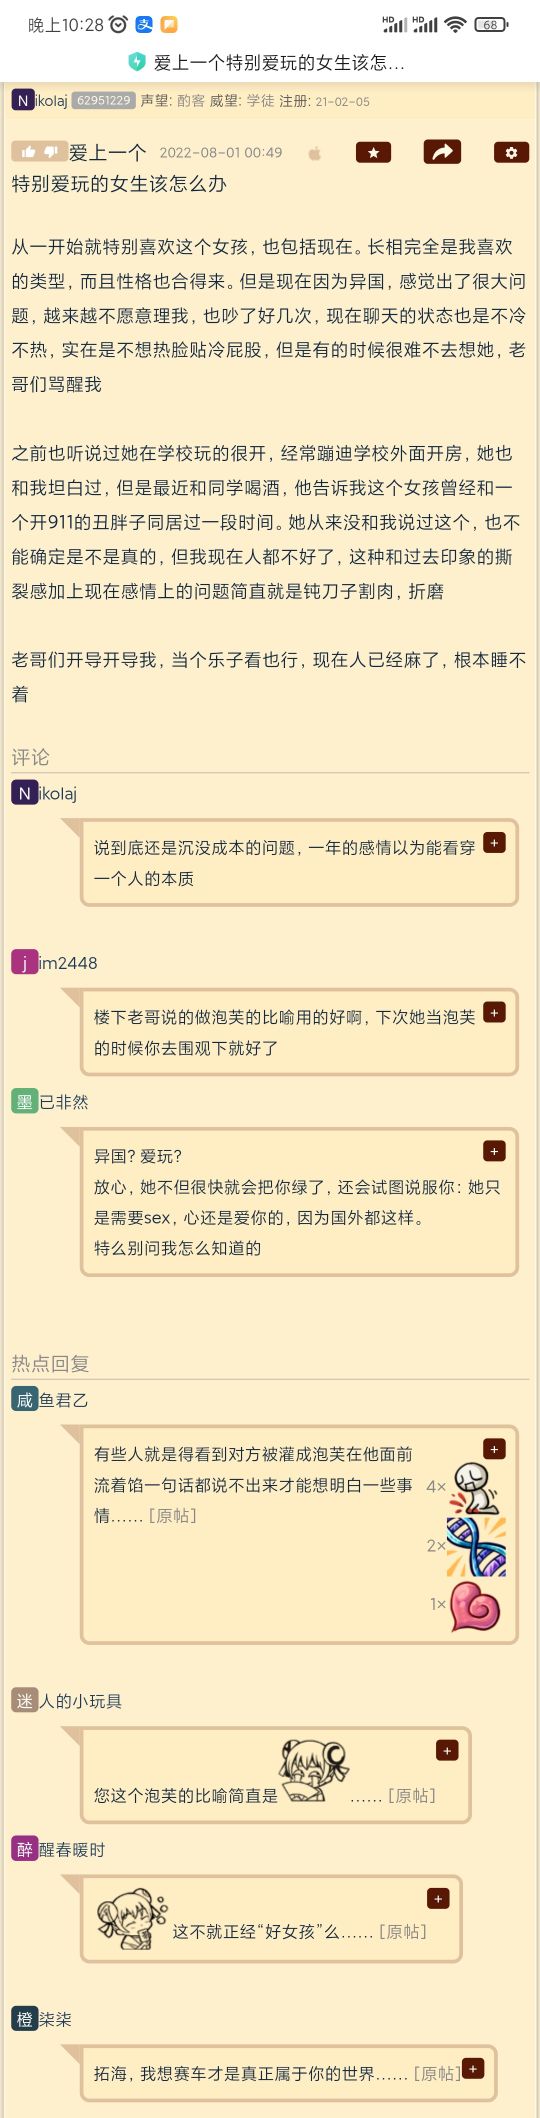 晚上10:28
68
爱上一个特别爱玩的女生该怎...
Nikolaj 62951229 声望: 酌客 威望: 学徒 注册: 21-02-05
爱上一个 2022-08-01 00:49
特别爱玩的女生该怎么办
从一开始就特别喜欢这个女孩，也包括现在。长相完全是我喜欢
的类型，而且性格也合得来。但是现在因为异国，感觉出了很大问
题，越来越不愿意理我，也吵了好几次，现在聊天的状态也是不冷
不热，实在是不想热脸贴冷屁股，但是有的时候很难不去想她，老
哥们骂醒我
之前也听说过她在学校玩的很开，经常蹦迪学校外面开房，她也
和我坦白过，但是最近和同学喝酒，他告诉我这个女孩曾经和一
个开911的丑胖子同居过一段时间。她从来没和我说过这个，也不
能确定是不是真的，但我现在人都不好了，这种和过去印象的撕
裂感加上现在感情上的问题简直就是钝刀子割肉，折磨
老哥们开导开导我，当个乐子看也行，现在人已经麻了，根本睡不
着
评论
Nikolaj
说到底还是沉没成本的问题，一年的感情以为能看穿
一个人的本质
jim2448
楼下老哥说的做泡芙的比喻用的好啊，下次她当泡芙
的时候你去围观下就好了
墨已非然
异国？爱玩？
放心，她不但很快就会把你绿了，还会试图说服你：她只
是需要sex，心还是爱你的，因为国外都这样。
特么别问我怎么知道的
热点回复
咸鱼君乙
有些人就是得看到对方被灌成泡芙在他面前
流着馅一句话都说不出来才能想明白一些事
情...... [原帖]
4×
2×
1×
迷人的小玩具
您这个泡芙的比喻简直是 ...... [原帖]
醉醒春暖时
这不就正经“好女孩”么...... [原帖]
橙柒柒
拓海，我想赛车才是真正属于你的世界...... [原帖]